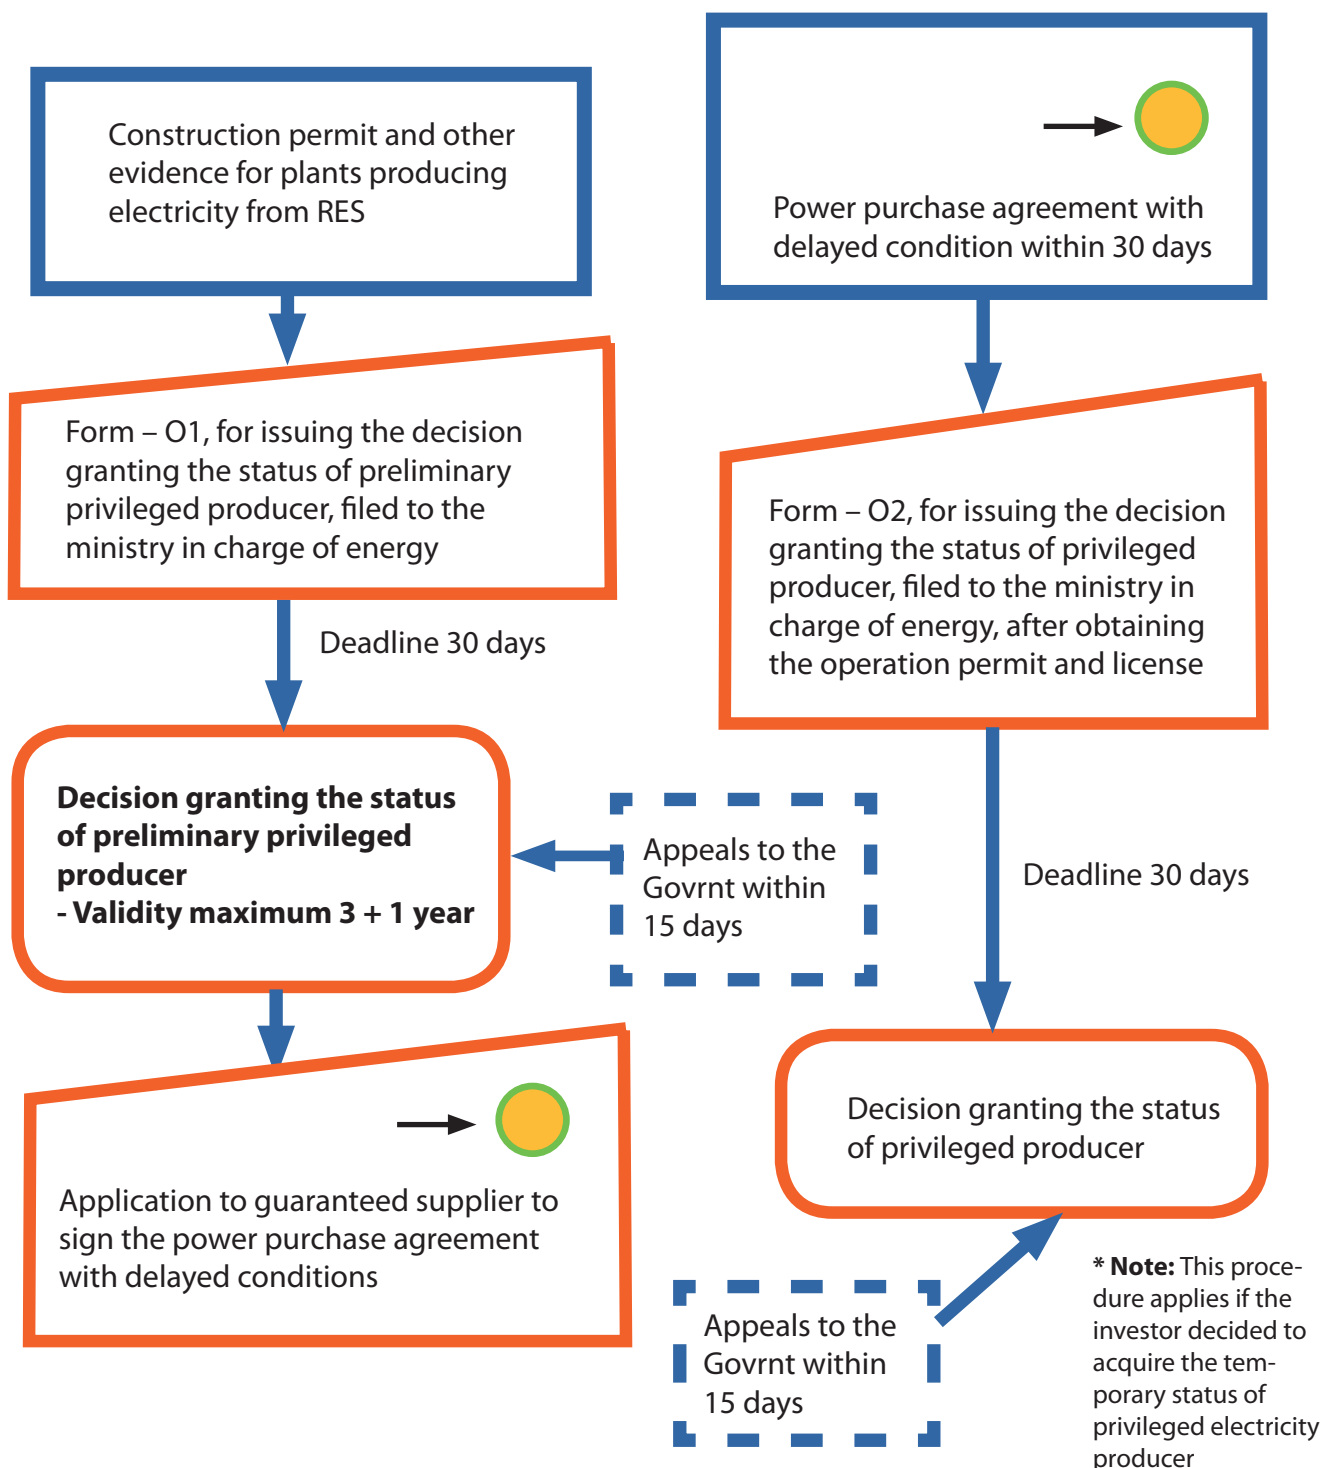 Construction permit and other
evidence for plants producing
electricity from RES
Form – O1, for issuing the decision
granting the status of preliminary
privileged producer, filed to the
ministry in charge of energy
Deadline 30 days
Decision granting the status
of preliminary privileged
producer
- Validity maximum 3 + 1 year
Appeals to the
Govrnt within
15 days
Application to guaranteed supplier to
sign the power purchase agreement
with delayed conditions
Power purchase agreement with
delayed condition within 30 days
Form – O2, for issuing the decision
granting the status of privileged
producer, filed to the ministry in
charge of energy, after obtaining
the operation permit and license
Deadline 30 days
Decision granting the status
of privileged producer
Appeals to the
Govrnt within
15 days
* Note: This proce-
dure applies if the
investor decided to
acquire the tem-
porary status of
privileged electricity
producer